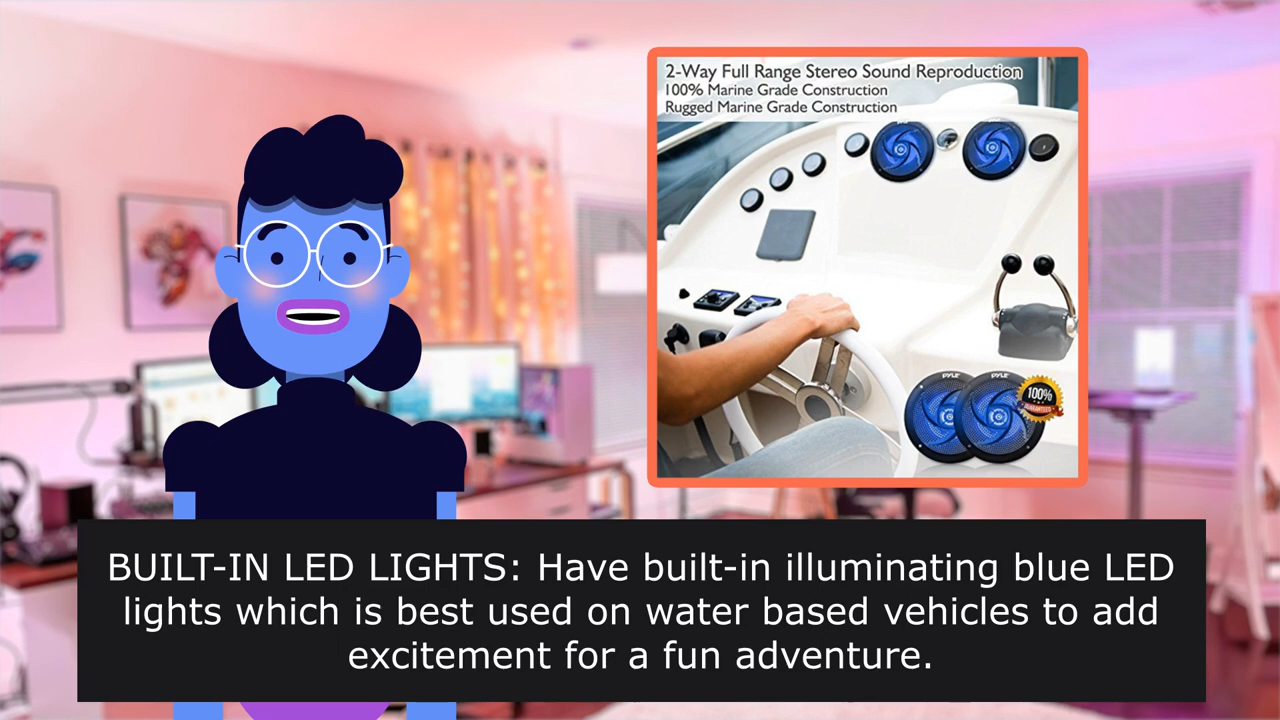 2-Way Full Range Stereo Sound Reproduction
100% Marine Grade Construction
Rugged Marine Grade Construction
PYLE PYLE
100%
GUARANTEED
BUILT-IN LED LIGHTS: Have built-in illuminating blue LED
lights which is best used on water based vehicles to add
excitement for a fun adventure.